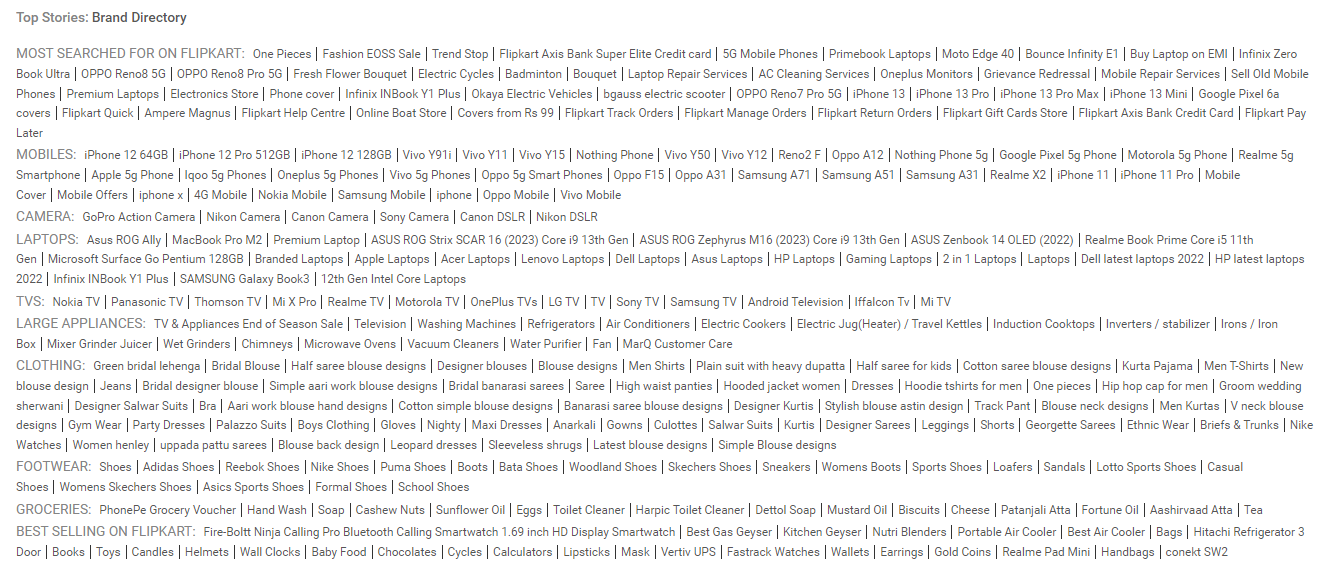 Top Stories: Brand Directory
MOST SEARCHED FOR ON FLIPKART: One Pieces | Fashion EOSS Sale | Trend Stop | Flipkart Axis Bank Super Elite Credit card | 5G Mobile Phones | Primebook Laptops | Moto Edge 40 | Bounce Infinity E1 | Buy Laptop on EMI | Infinix Zero
Book Ultra | OPPO Reno8 5G | OPPO Reno8 Pro 5G | Fresh Flower Bouquet | Electric Cycles | Badminton | Bouquet | Laptop Repair Services | AC Cleaning Services | Oneplus Monitors | Grievance Redressal | Mobile Repair Services | Sell Old Mobile
Phones | Premium Laptops | Electronics Store | Phone cover | Infinix INBook Y1 Plus | Okaya Electric Vehicles | bgauss electric scooter | OPPO Reno7 Pro 5G | iPhone 13 | iPhone 13 Pro | iPhone 13 Pro Max | iPhone 13 Mini | Google Pixel 6a
covers | Flipkart Quick | Ampere Magnus | Flipkart Help Centre | Online Boat Store | Covers from Rs 99 | Flipkart Track Orders | Flipkart Manage Orders | Flipkart Return Orders | Flipkart Gift Cards Store | Flipkart Axis Bank Credit Card | Flipkart Pay
Later
MOBILES: iPhone 12 64GB | iPhone 12 Pro 512GB | iPhone 12 128GB | Vivo Y91i | Vivo Y11 | Vivo Y15 | Nothing Phone | Vivo Y50 | Vivo Y12 | Reno2 F | Oppo A12 | Nothing Phone 5g | Google Pixel 5g Phone | Motorola 5g Phone | Realme 5g
Smartphone | Apple 5g Phone | Iqoo 5g Phones | Oneplus 5g Phones | Vivo 5g Phones | Oppo 5g Smart Phones | Oppo F15 | Oppo A31 | Samsung A71 | Samsung A51 | Samsung A31 | Realme X2 | iPhone 11 | iPhone 11 Pro | Mobile
Cover | Mobile Offers | iphone x | 4G Mobile | Nokia Mobile | Samsung Mobile | iphone | Oppo Mobile | Vivo Mobile
CAMERA: GoPro Action Camera | Nikon Camera | Canon Camera | Sony Camera | Canon DSLR | Nikon DSLR
LAPTOPS: Asus ROG Ally | MacBook Pro M2 | Premium Laptop | ASUS ROG Strix SCAR 16 (2023) Core i9 13th Gen | ASUS ROG Zephyrus M16 (2023) Core i9 13th Gen | ASUS Zenbook 14 OLED (2022) | Realme Book Prime Core i5 11th
Gen | Microsoft Surface Go Pentium 128GB | Branded Laptops | Apple Laptops | Acer Laptops | Lenovo Laptops | Dell Laptops | Asus Laptops | HP Laptops | Gaming Laptops | 2 in 1 Laptops | Laptops | Dell latest laptops 2022 | HP latest laptops
2022 | Infinix INBook Y1 Plus | SAMSUNG Galaxy Book3 | 12th Gen Intel Core Laptops
TVS: Nokia TV | Panasonic TV | Thomson TV | Mi X Pro | Realme TV | Motorola TV | OnePlus TVs | LG TV | TV | Sony TV | Samsung TV | Android Television | Iffalcon Tv | Mi TV
LARGE APPLIANCES: TV & Appliances End of Season Sale | Television | Washing Machines | Refrigerators | Air Conditioners | Electric Cookers | Electric Jug(Heater) / Travel Kettles | Induction Cooktops | Inverters / stabilizer | Irons / Iron
Box | Mixer Grinder Juicer | Wet Grinders | Chimneys | Microwave Ovens | Vacuum Cleaners | Water Purifier | Fan | MarQ Customer Care
CLOTHING: Green bridal lehenga | Bridal Blouse | Half saree blouse designs | Designer blouses | Blouse designs | Men Shirts | Plain suit with heavy dupatta | Half saree for kids | Cotton saree blouse designs | Kurta Pajama | Men T-Shirts | New
blouse design | Jeans | Bridal designer blouse | Simple aari work blouse designs | Bridal banarasi sarees | Saree | High waist panties | Hooded jacket women | Dresses | Hoodie tshirts for men | One pieces | Hip hop cap for men | Groom wedding
sherwani | Designer Salwar Suits | Bra | Aari work blouse hand designs | Cotton simple blouse designs | Banarasi saree blouse designs | Designer Kurtis | Stylish blouse astin design | Track Pant | Blouse neck designs | Men Kurtas | V neck blouse
designs | Gym Wear | Party Dresses | Palazzo Suits | Boys Clothing | Gloves | Nighty | Maxi Dresses | Anarkali | Gowns | Culottes | Salwar Suits | Kurtis | Designer Sarees | Leggings | Shorts | Georgette Sarees | Ethnic Wear | Briefs & Trunks | Nike
Watches | Women henley | uppada pattu sarees | Blouse back design | Leopard dresses | Sleeveless shrugs | Latest blouse designs | Simple Blouse designs
FOOTWEAR: Shoes | Adidas Shoes | Reebok Shoes | Nike Shoes | Puma Shoes | Boots | Bata Shoes | Woodland Shoes | Skechers Shoes | Sneakers | Womens Boots | Sports Shoes | Loafers | Sandals | Lotto Sports Shoes | Casual
Shoes | Womens Skechers Shoes | Asics Sports Shoes | Formal Shoes | School Shoes
GROCERIES: PhonePe Grocery Voucher | Hand Wash | Soap | Cashew Nuts | Sunflower Oil | Eggs | Toilet Cleaner | Harpic Toilet Cleaner | Dettol Soap | Mustard Oil | Biscuits | Cheese | Patanjali Atta | Fortune Oil | Aashirvaad Atta | Tea
BEST SELLING ON FLIPKART: Fire-Boltt Ninja Calling Pro Bluetooth Calling Smartwatch 1.69 inch HD Display Smartwatch | Best Gas Geyser | Kitchen Geyser | Nutri Blenders | Portable Air Cooler | Best Air Cooler | Bags | Hitachi Refrigerator 3
Door | Books | Toys | Candles | Helmets | Wall Clocks | Baby Food | Chocolates | Cycles | Calculators | Lipsticks | Mask | Vertiv UPS | Fastrack Watches | Wallets | Earrings | Gold Coins | Realme Pad Mini | Handbags | conekt SW2